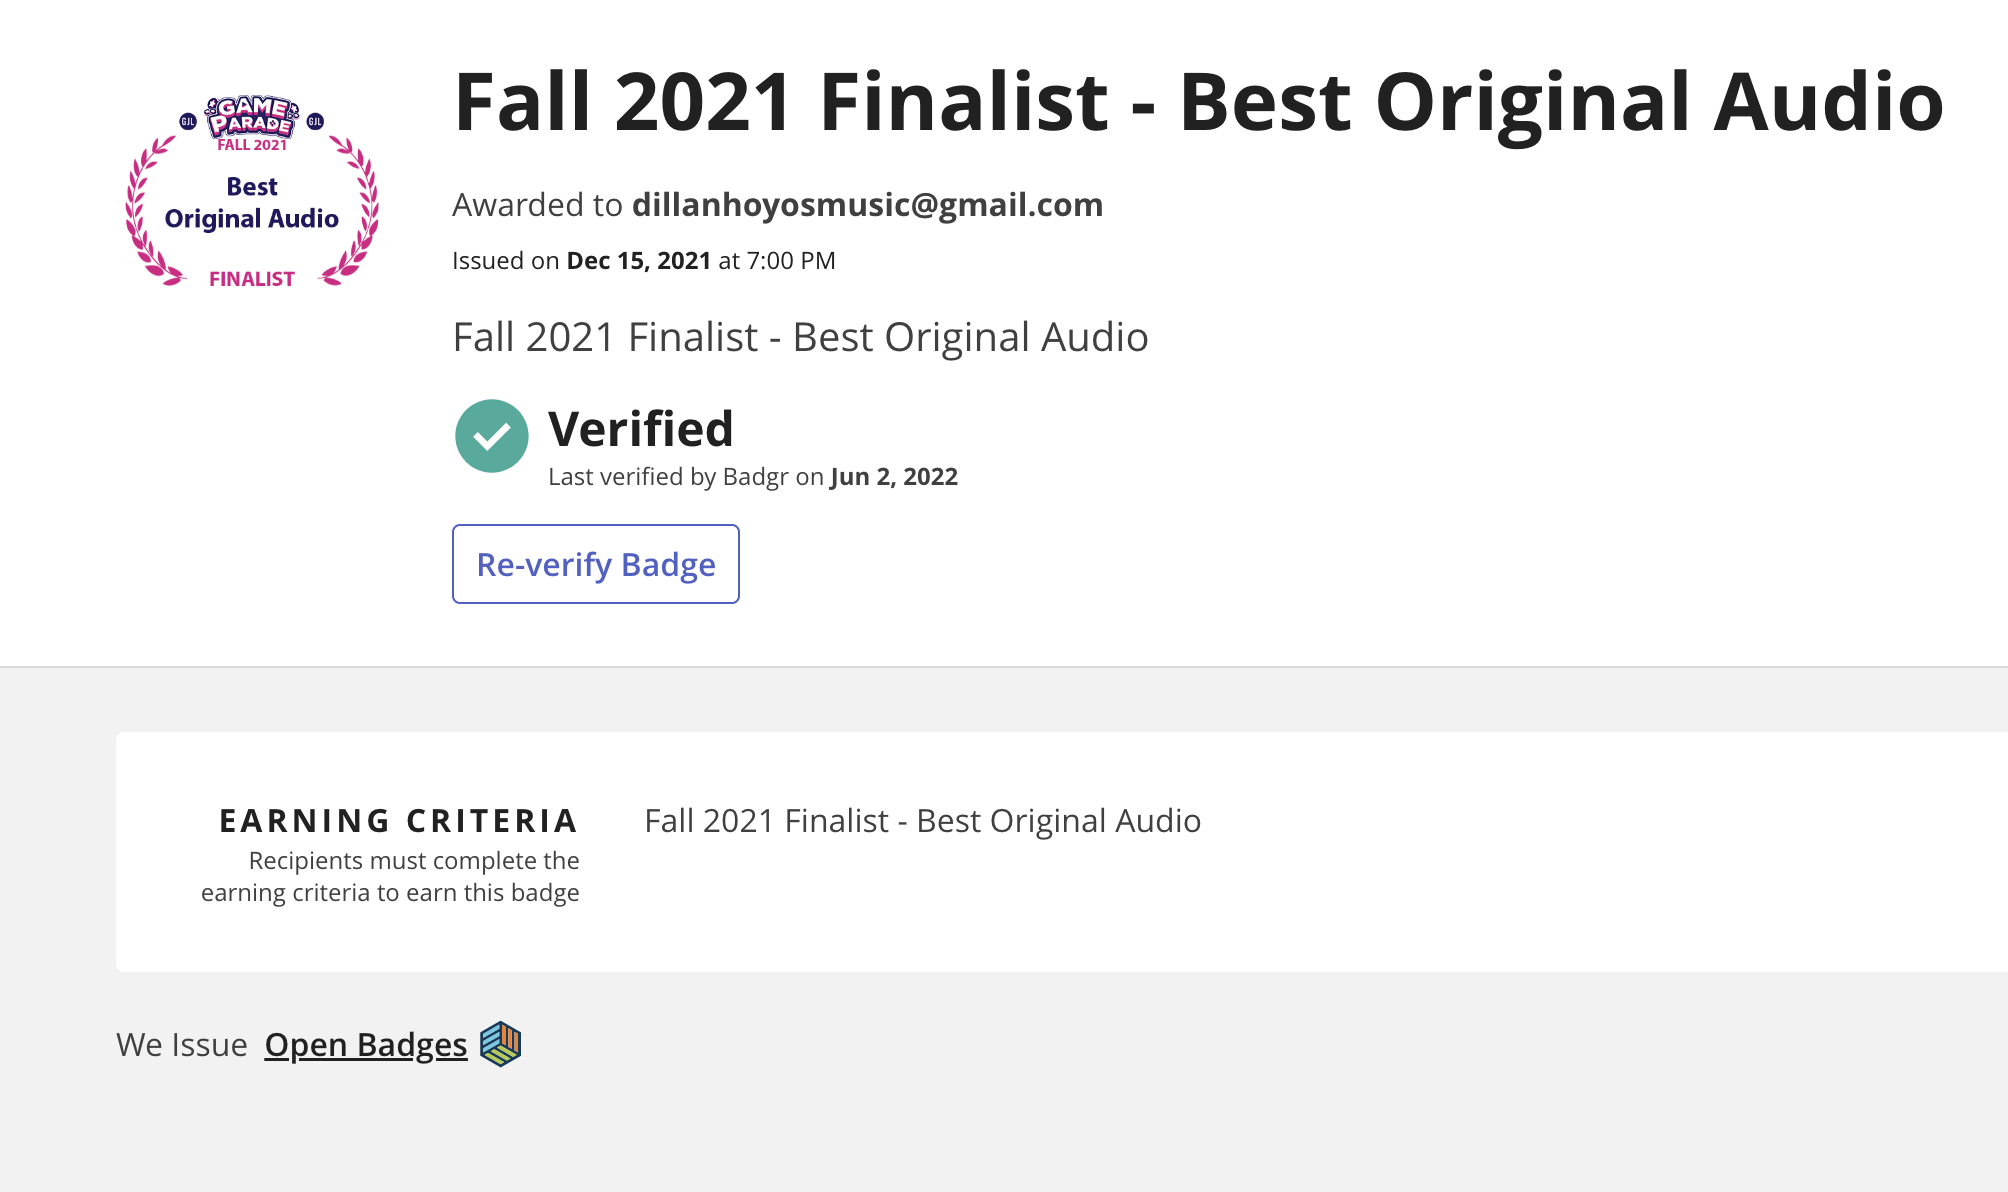 GJL
GAME
PARADE
GJL
FALL 2021
Best
Original Audio
FINALIST
Fall 2021 Finalist - Best Original Audio
Awarded to dillanhoyosmusic@gmail.com
Issued on Dec 15, 2021 at 7:00 PM
Fall 2021 Finalist - Best Original Audio
Verified
Last verified by Badgr on Jun 2, 2022
Re-verify Badge
EARNING CRITERIA
Recipients must complete the
earning criteria to earn this badge
Fall 2021 Finalist - Best Original Audio
We Issue Open Badges